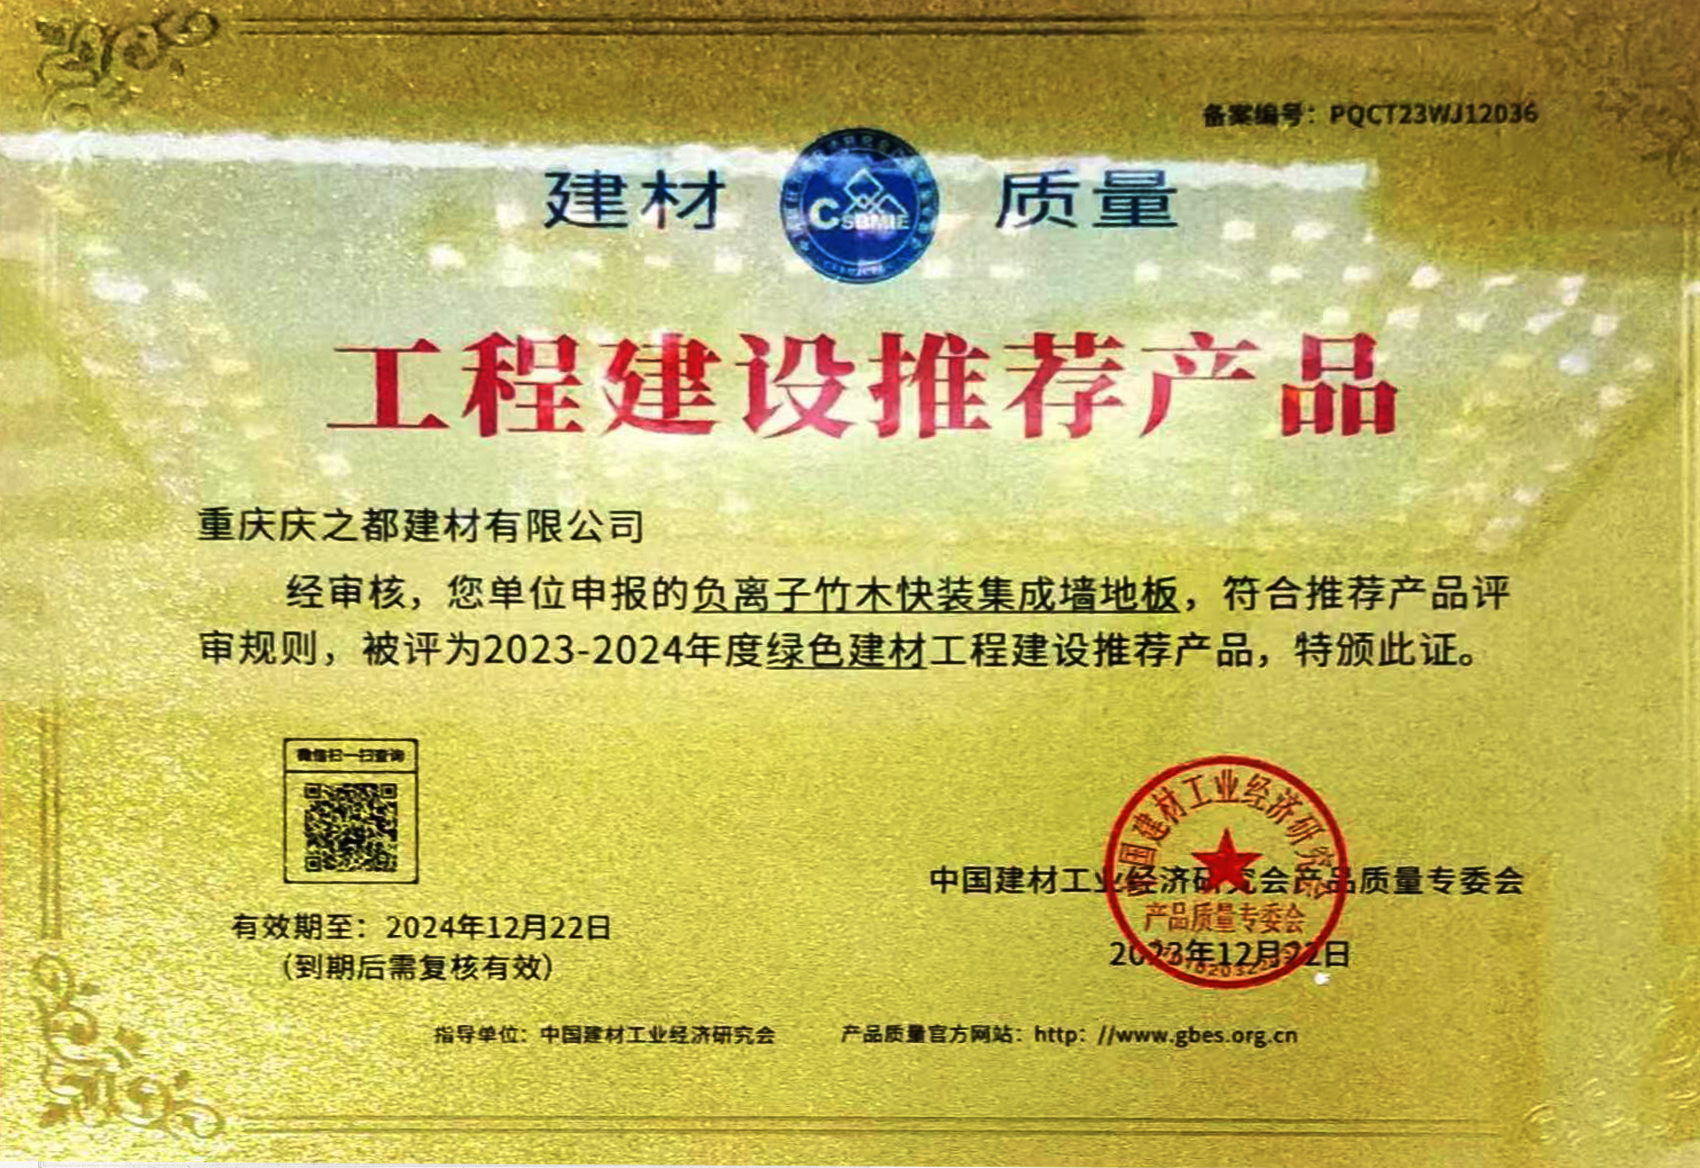 备案编号：PQCT23WJ12036
建材 CSBMIE 质量
工程建设推荐产品
重庆庆之都建材有限公司
经审核，您单位申报的负离子竹木快装集成墙地板，符合推荐产品评
审规则，被评为2023-2024年度绿色建材工程建设推荐产品，特颁此证。
微信扫一扫查询
中国建材工业经济研究会
中国建材工业经济研究会产品质量专委会
产品质量专委会
有效期至：2024年12月22日
2023年12月22日
（到期后需复核有效）
指导单位：中国建材工业经济研究会 产品质量官方网站：http：//www.gbes.org.cn